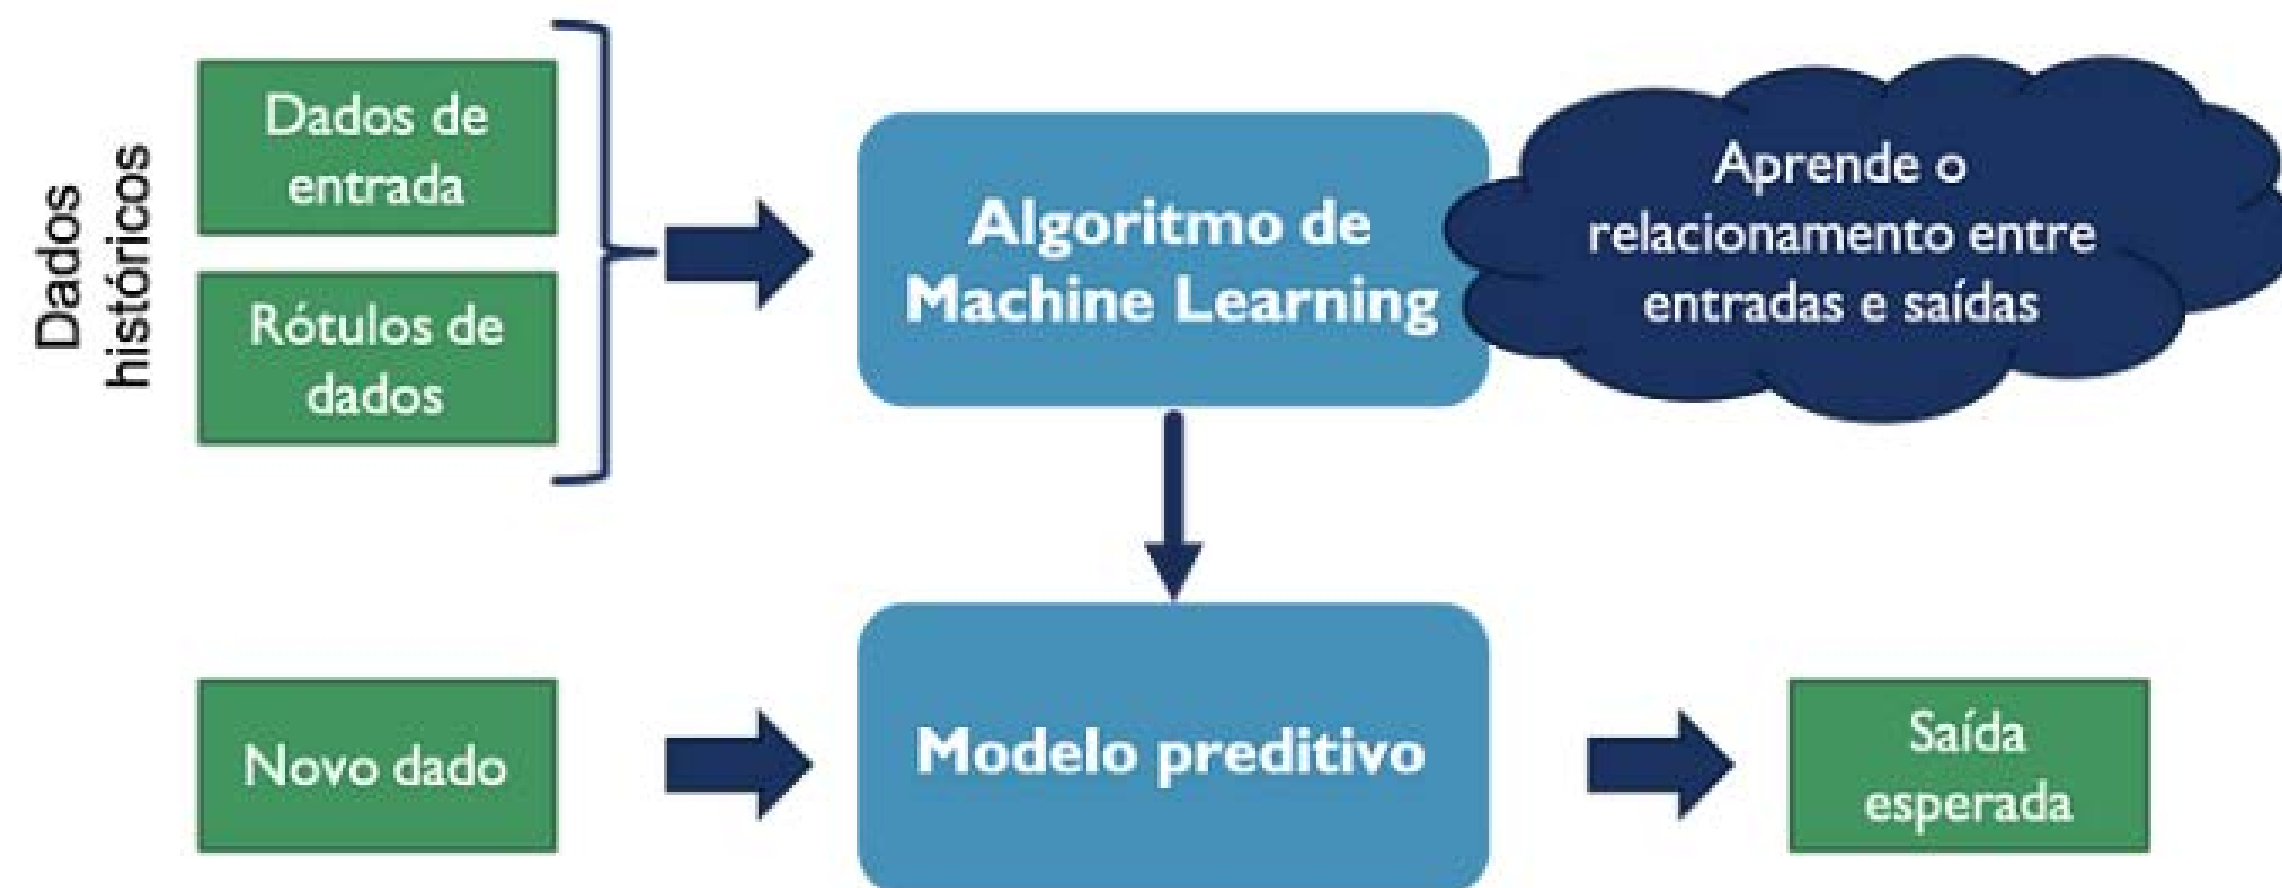 Dados
históricos
Dados de
entrada
Rótulos de
dados
Algoritmo de
Machine Learning
Aprende o
relacionamento entre
entradas e saídas
Novo dado
Modelo preditivo
Saída
esperada